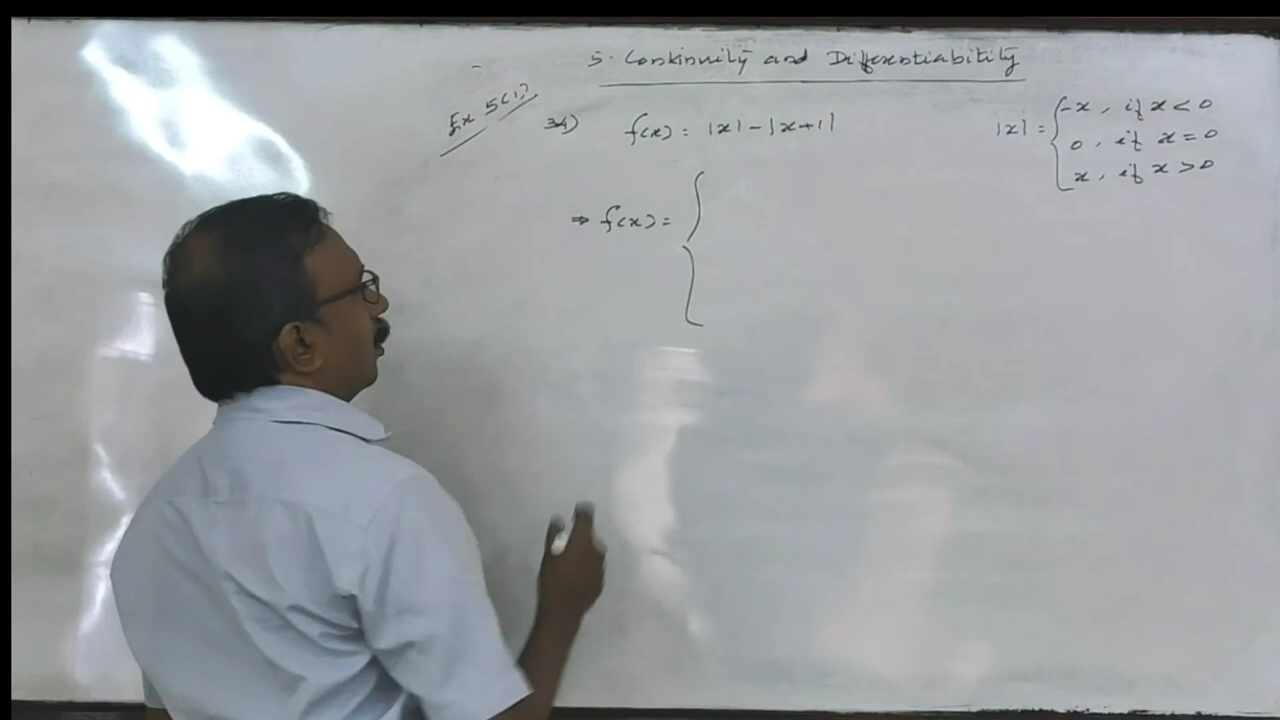 5. Continuity and Differentiability
Ex 5(1)
34) f(x) = |x| - |x+1|
|x| = { -x, if x < 0
0, if x = 0
x, if x > 0
⇒ f(x) = {